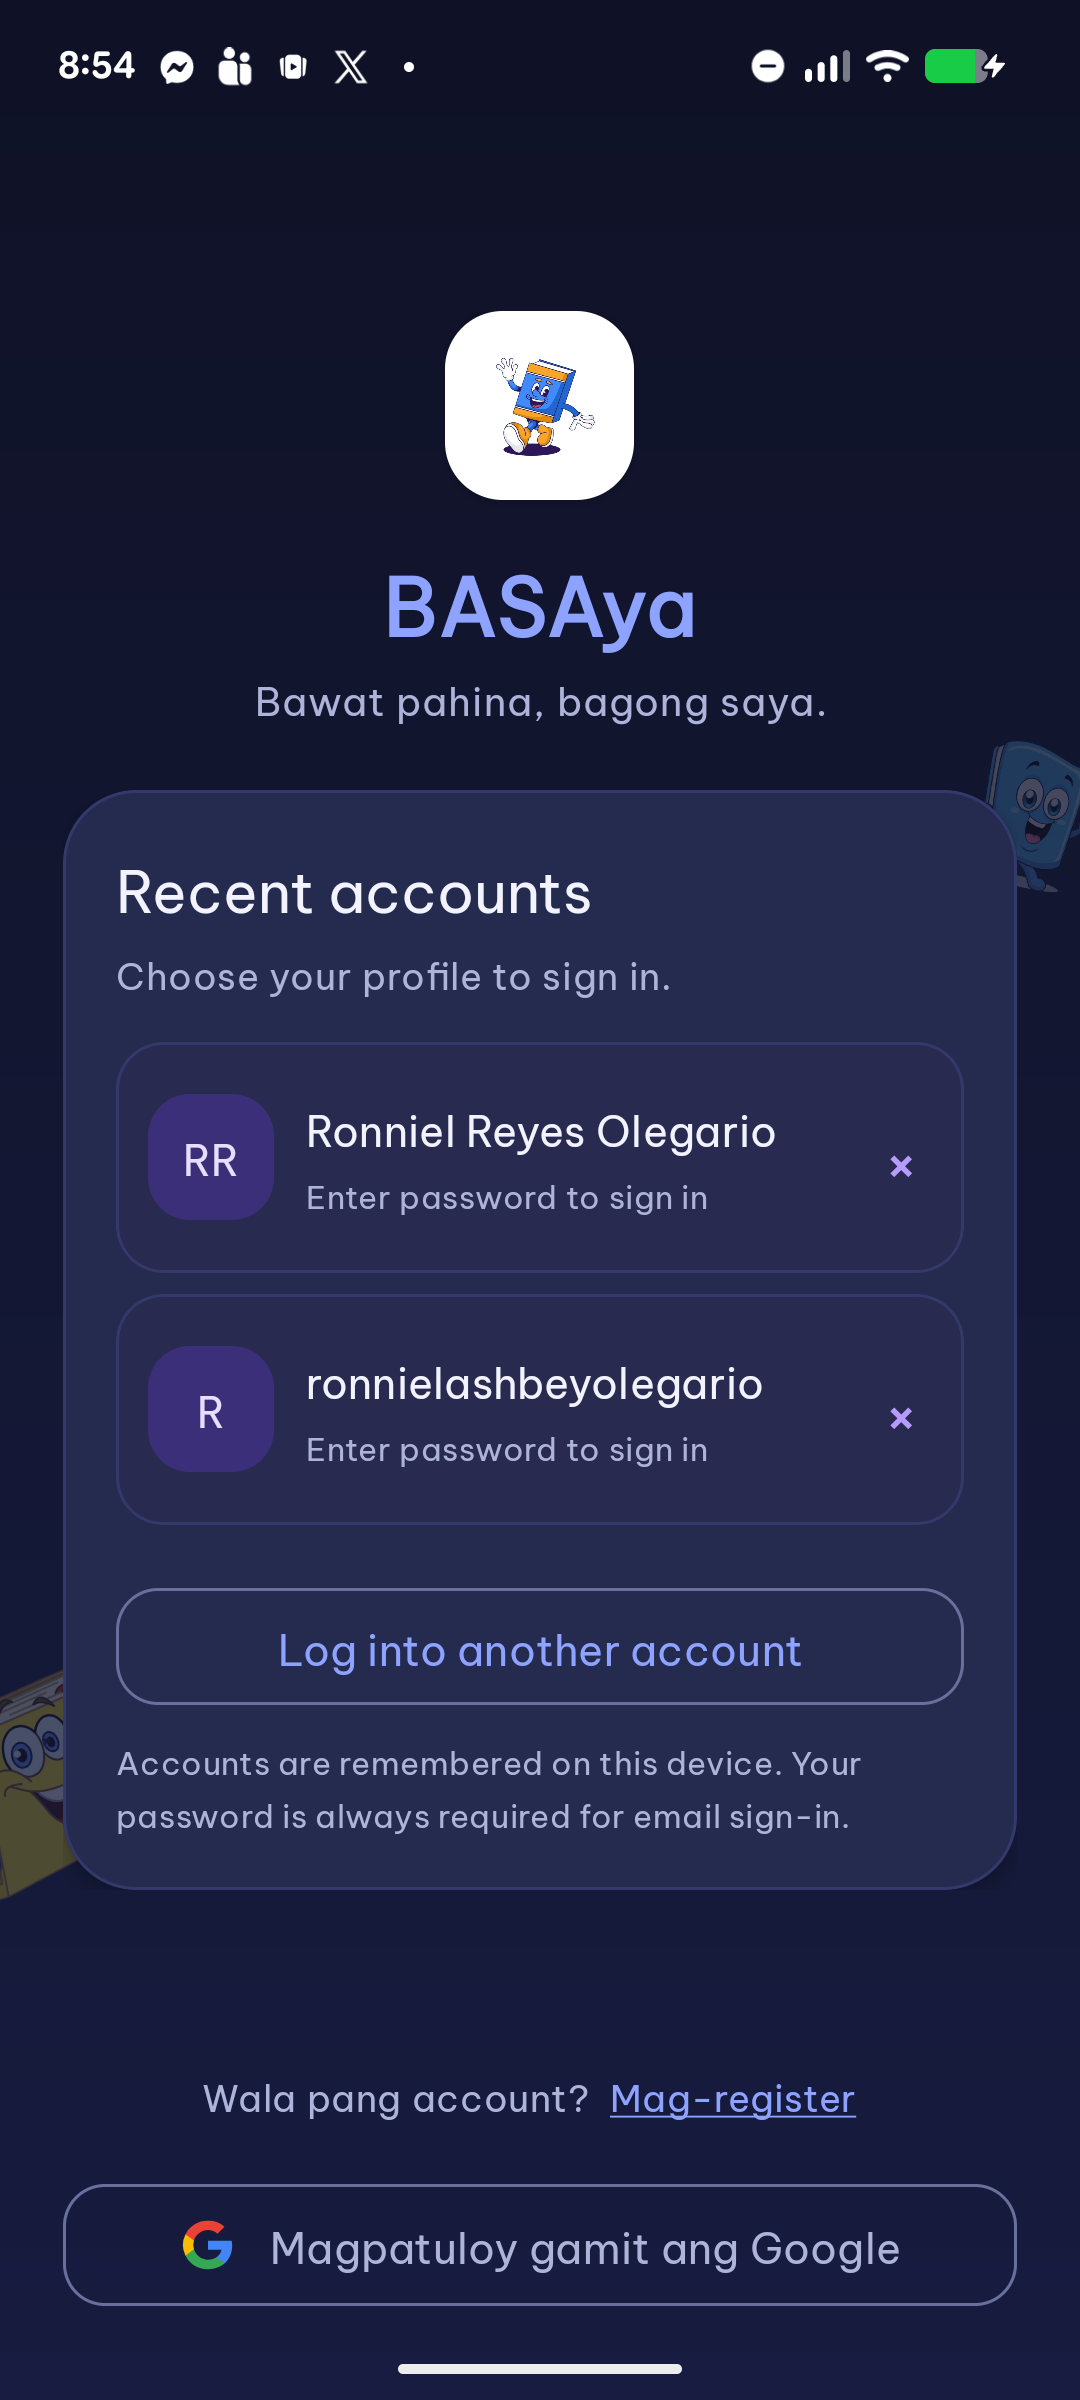 8:54
BASAya
Bawat pahina, bagong saya.
Recent accounts
Choose your profile to sign in.
RR
Ronniel Reyes Olegario
Enter password to sign in
×
R
ronnielashbeyolegario
Enter password to sign in
×
Log into another account
Accounts are remembered on this device. Your
password is always required for email sign-in.
Wala pang account? Mag-register
Magpatuloy gamit ang Google